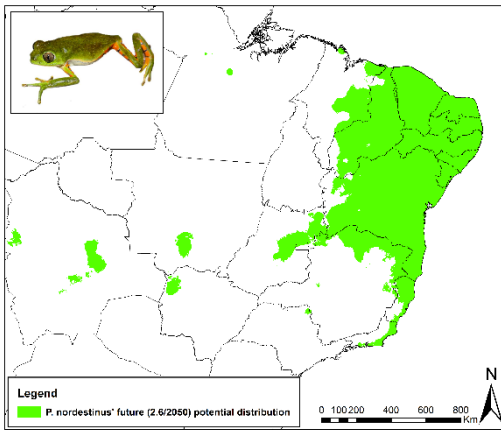 Legend
P. nordestinus' future (2.6/2050) potential distribution
N
0 100 200 400 600 800
Km